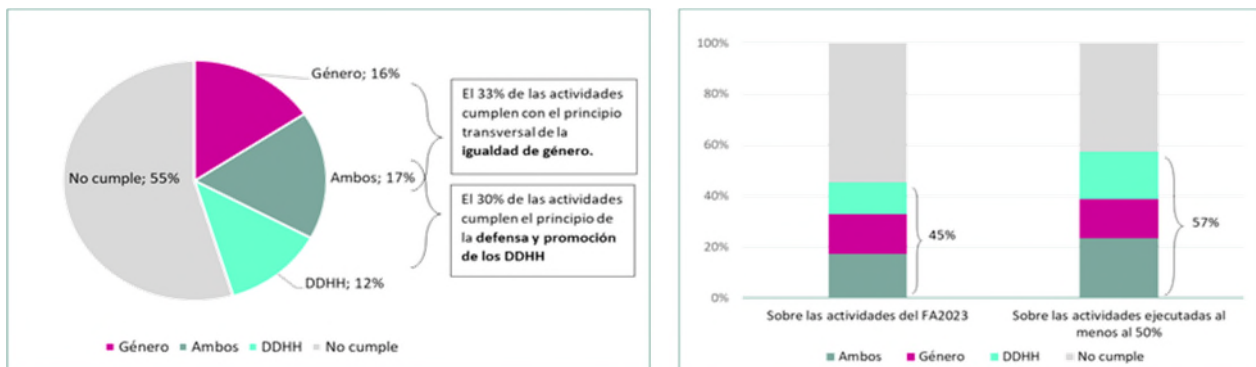 Género; 16%
El 33% de las actividades
cumplen con el principio
transversal de la
igualdad de género.
No cumple; 55%
Ambos; 17%
El 30% de las actividades
cumplen el principio de
la defensa y promoción
de los DDHH
DDHH; 12%
Género Ambos DDHH No cumple
100%
80%
60%
40%
20%
0%
45%
57%
Sobre las actividades del FA2023
Sobre las actividades ejecutadas al
menos al 50%
Ambos Género DDHH No cumple